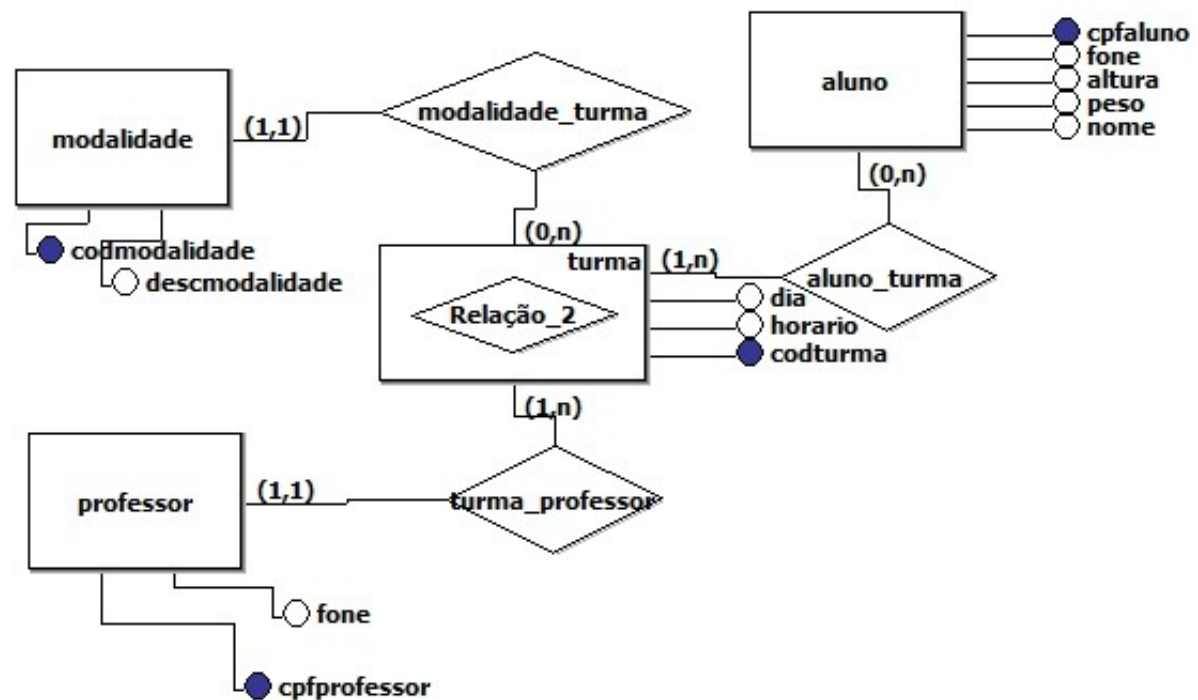 cpfaluno
fone
altura
peso
nome
aluno
modalidade_turma
(1,1)
modalidade
(0,n)
codmodalidade
descmodalidade
(0,n)
turma
(1,n)
aluno_turma
dia
Relação_2
horario
codturma
(1,n)
professor
(1,1)
turma_professor
fone
cpfprofessor